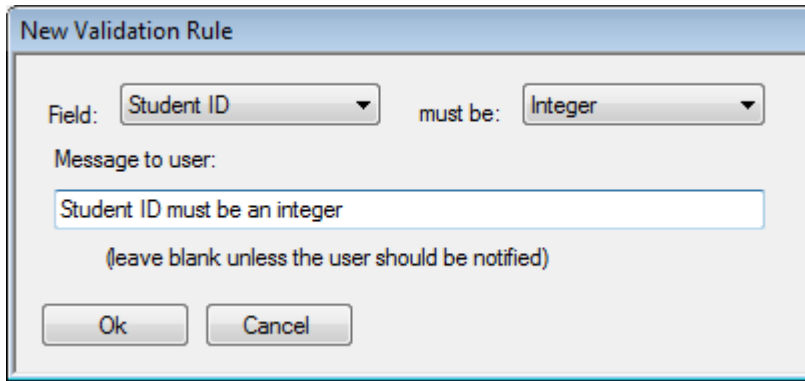 New Validation Rule
Field: Student ID must be: Integer
Message to user:
Student ID must be an integer
(leave blank unless the user should be notified)
Ok Cancel